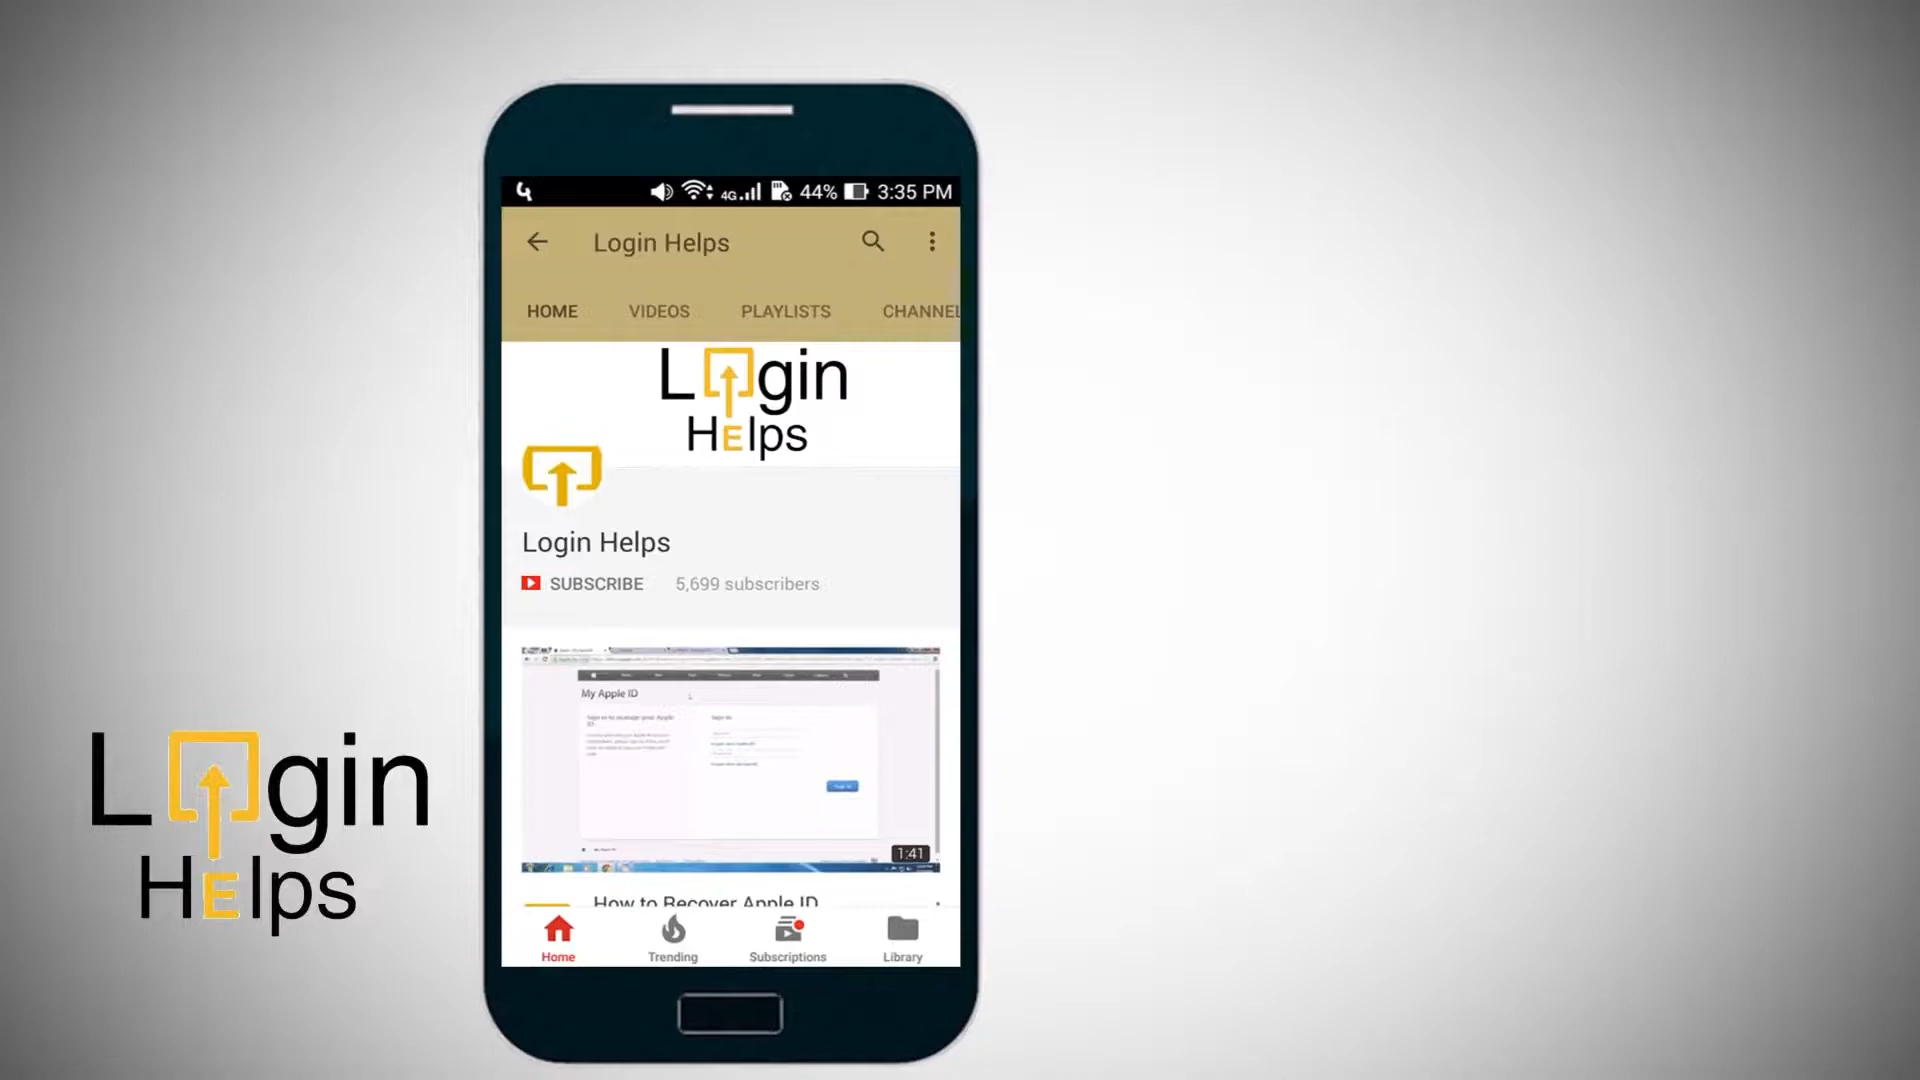 4G 44% 3:35 PM
Login Helps
HOME VIDEOS PLAYLISTS CHANNEL
Login
Helps
Login Helps
SUBSCRIBE 5,699 subscribers
My Apple ID
1:41
How to Recover Apple ID
Home Trending Subscriptions Library
Login
Helps